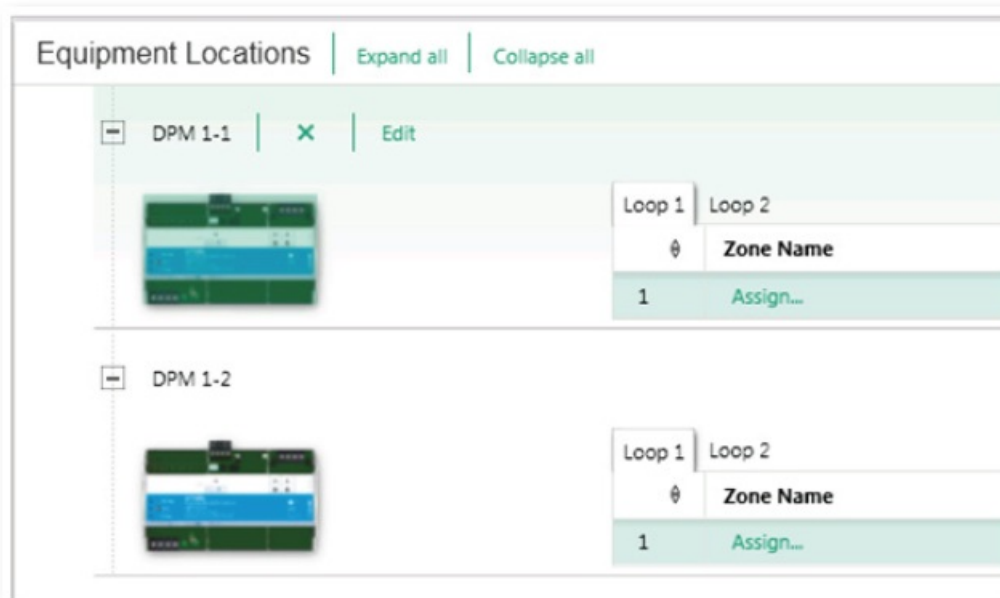 Equipment Locations Expand all Collapse all
DPM 1-1 × Edit
Loop 1 Loop 2
Zone Name
1 Assign...
DPM 1-2
Loop 1 Loop 2
Zone Name
1 Assign...